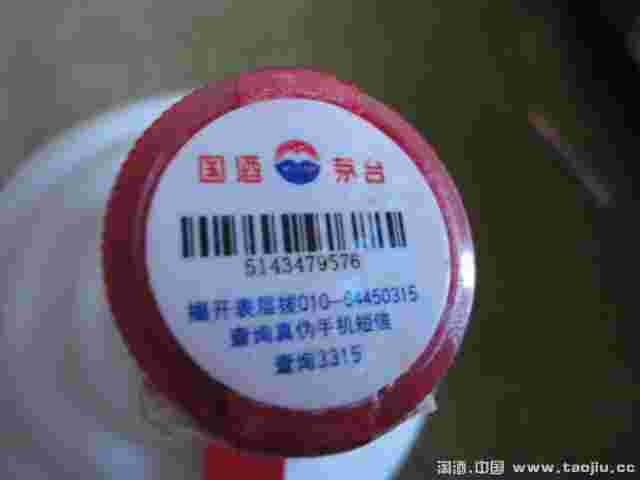 国酒 茅台
5143479576
揭开表层拨010-64450315
查询真伪手机短信
查询3315
淘酒.中国 www.taojiu.cc